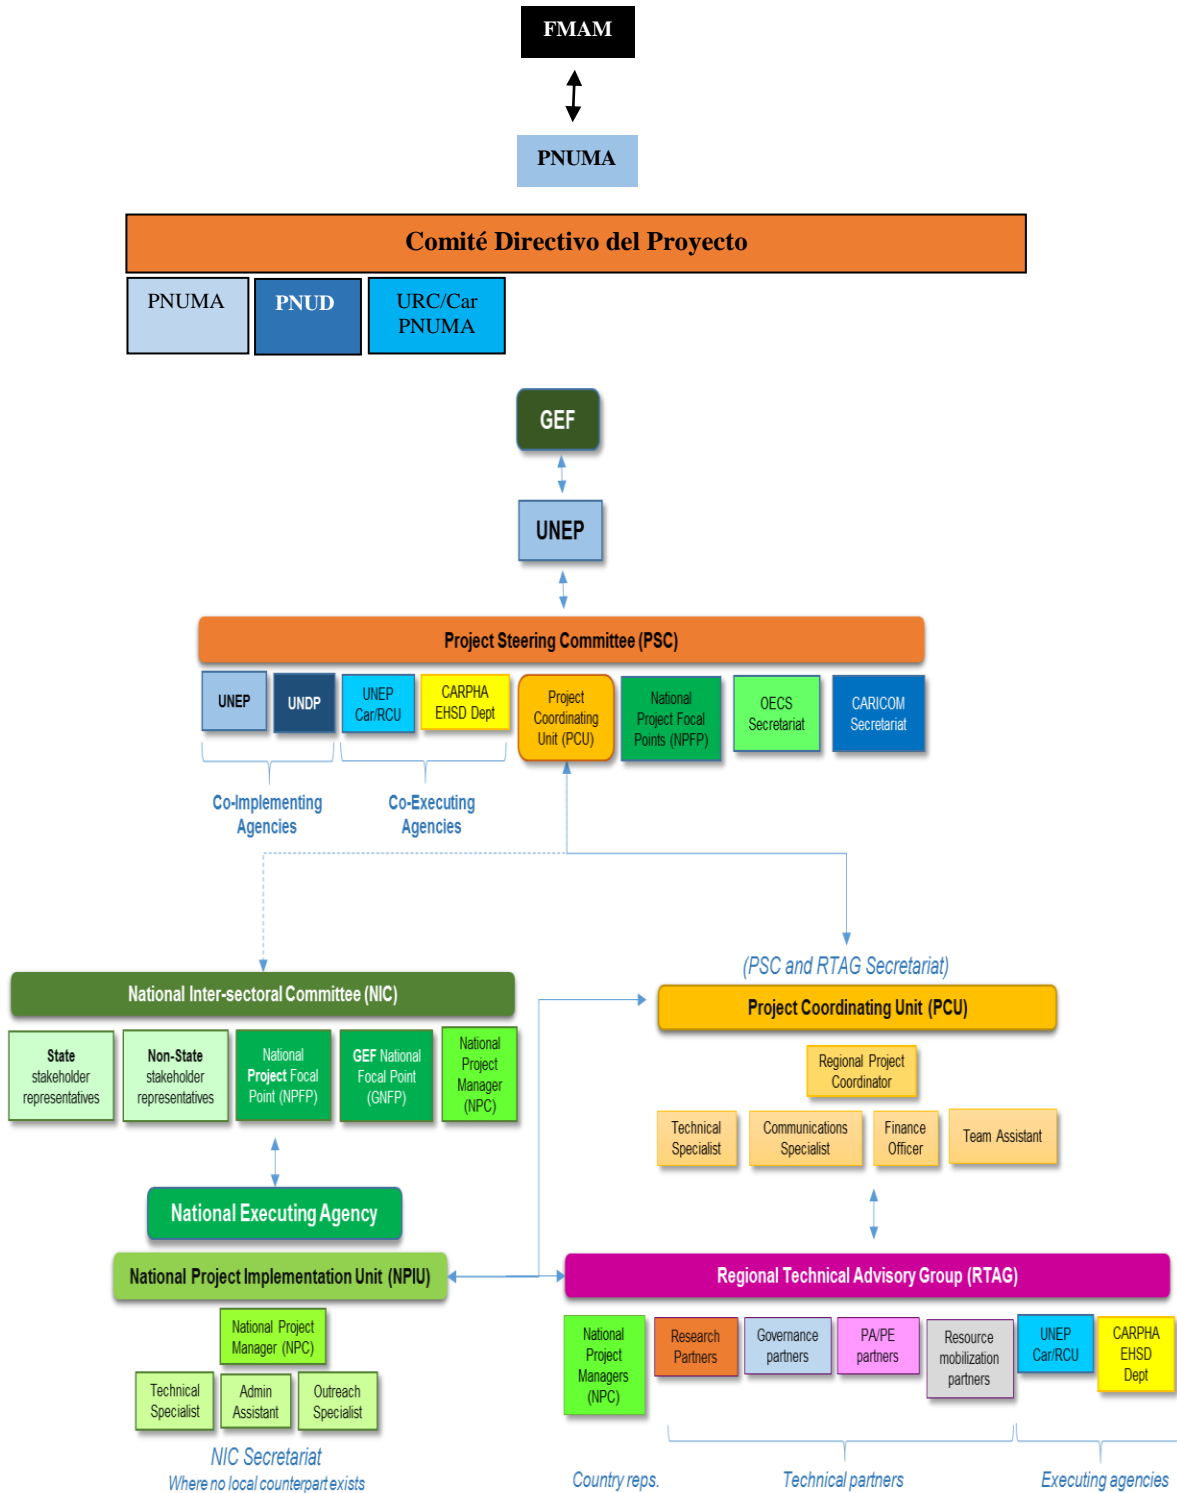 FMAM
PNUMA
Comité Directivo del Proyecto
PNUMA
PNUD
URC/Car
PNUMA
GEF
UNEP
Project Steering Committee (PSC)
UNEP
UNDP
UNEP
Car/RCU
CARPHA
EHSD Dept
Project
Coordinating
Unit (PCU)
National
Project Focal
Points (NPFP)
OECS
Secretariat
CARICOM
Secretariat
Co-Implementing
Agencies
Co-Executing
Agencies
(PSC and RTAG Secretariat)
National Inter-sectoral Committee (NIC)
State
stakeholder
representatives
Non-State
stakeholder
representatives
National
Project Focal
Point (NPFP)
GEF National
Focal Point
(GNFP)
National
Project
Manager
(NPC)
Project Coordinating Unit (PCU)
Regional Project
Coordinator
Technical
Specialist
Communications
Specialist
Finance
Officer
Team Assistant
National Executing Agency
National Project Implementation Unit (NPIU)
National Project
Manager (NPC)
Technical
Specialist
Admin
Assistant
Outreach
Specialist
NIC Secretariat
Where no local counterpart exists
Regional Technical Advisory Group (RTAG)
National
Project
Managers
(NPC)
Research
Partners
Governance
partners
PA/PE
partners
Resource
mobilization
partners
UNEP
Car/RCU
CARPHA
EHSD
Dept
Country reps.
Technical partners
Executing agencies